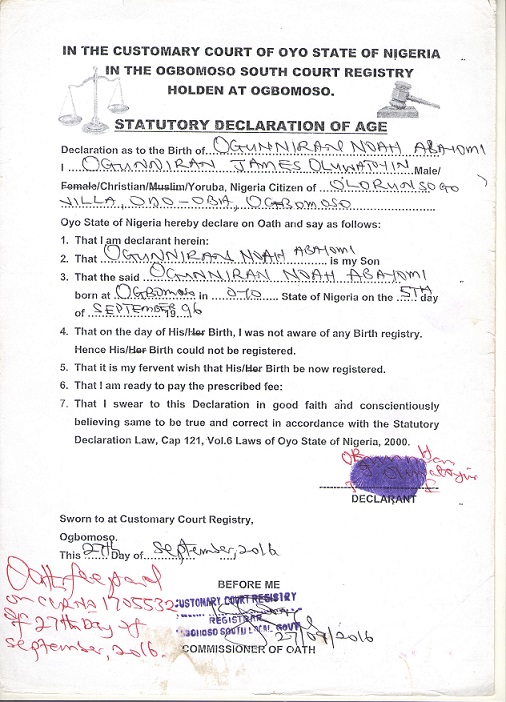 IN THE CUSTOMARY COURT OF OYO STATE OF NIGERIA
IN THE OGBOMOSO SOUTH COURT REGISTRY
HOLDEN AT OGBOMOSO.
STATUTORY DECLARATION OF AGE
Declaration as to the Birth of OGUNNIRAN NOAH ABAYOMI
I OGUNNIRAN JAMES OLUWATOYIN Male/
Female/Christian/Muslim/Yoruba, Nigeria Citizen of OLORUNSOGO
VILLA, ODO-OBA, OGBOMOSO
Oyo State of Nigeria hereby declare on Oath and say as follows:
1. That I am declarant herein:
2. That OGUNNIRAN NOAH ABAYOMI is my Son
3. That the said OGUNNIRAN NOAH ABAYOMI
born at OGBOMOSO in OYO State of Nigeria on the 5TH day
of SEPTEMBER 1996
4. That on the day of His/Her Birth, I was not aware of any Birth registry.
Hence His/Her Birth could not be registered.
5. That it is my fervent wish that His/Her Birth be now registered.
6. That I am ready to pay the prescribed fee:
7. That I swear to this Declaration in good faith and conscientiously
believing same to be true and correct in accordance with the Statutory
Declaration Law, Cap 121, Vol.6 Laws of Oyo State of Nigeria, 2000.
DECLARANT
Sworn to at Customary Court Registry,
Ogbomoso.
This 27th Day of September, 2016
Oath fee paid
on CVRNO 1705532
of 27th Day of
September, 2016.
BEFORE ME
CUSTOMARY COURT REGISTRY
REGISTRAR
OGBOMOSO SOUTH LOCAL GOVT
27/09/2016
COMMISSIONER OF OATH